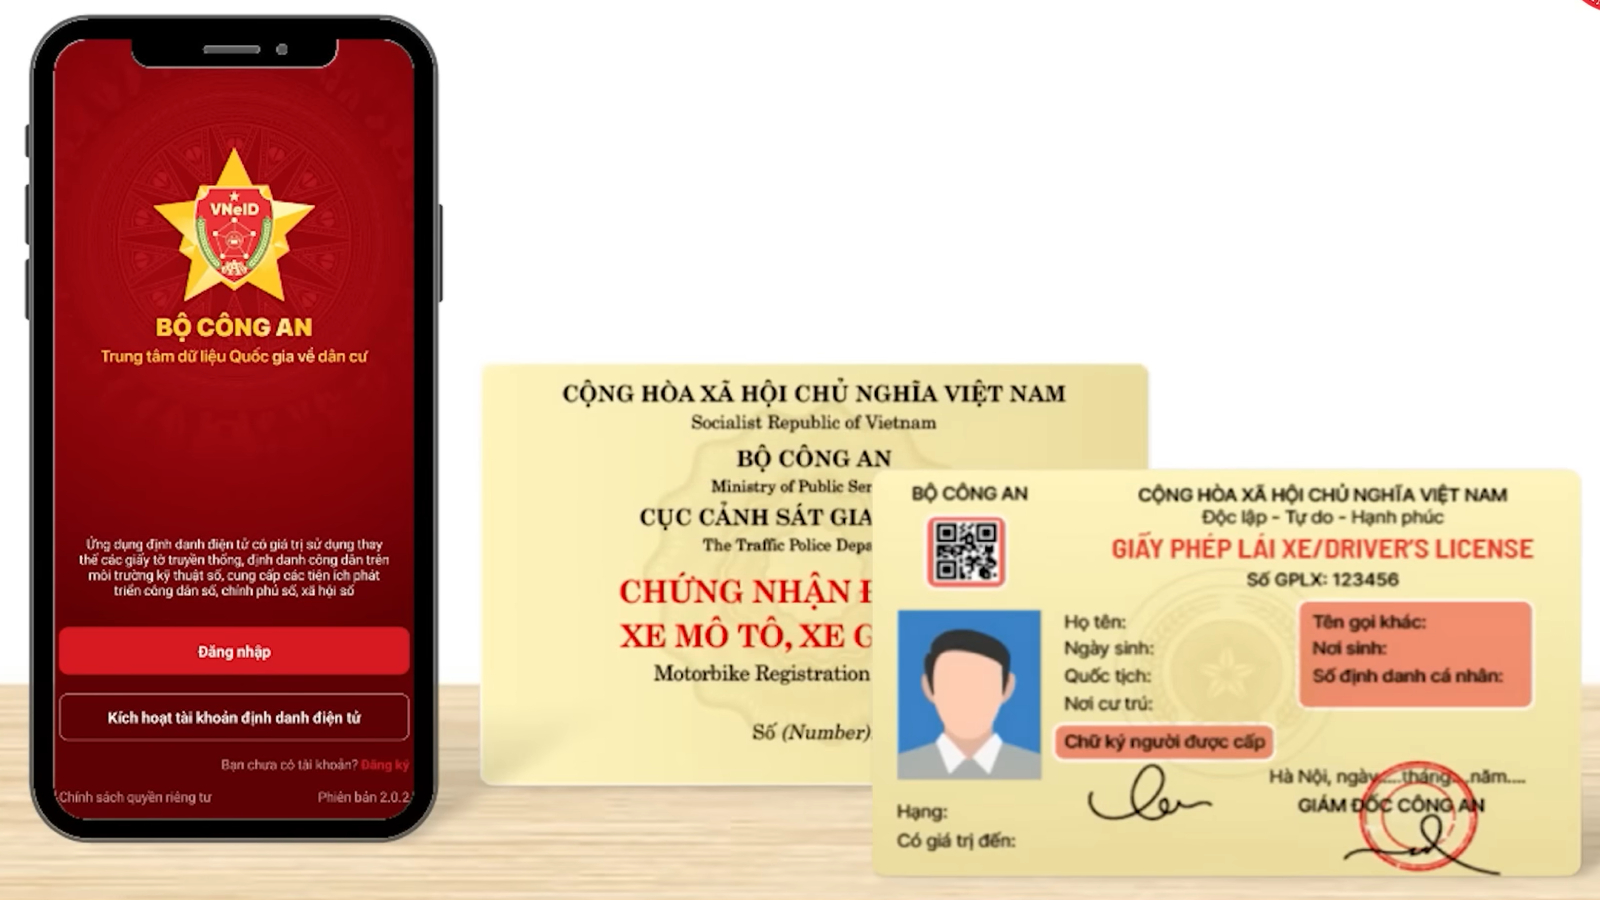 VNeID
BỘ CÔNG AN
Trung tâm dữ liệu Quốc gia về dân cư
Ứng dụng định danh điện tử có giá trị sử dụng thay
thế các giấy tờ truyền thống, định danh công dân trên
môi trường kỹ thuật số, cung cấp các tiện ích phát
triển công dân số, chính phủ số, xã hội số
Đăng nhập
Kích hoạt tài khoản định danh điện tử
Bạn chưa có tài khoản? Đăng ký
Chính sách quyền riêng tư
Phiên bản 2.0.2
CỘNG HÒA XÃ HỘI CHỦ NGHĨA VIỆT NAM
Socialist Republic of Vietnam
BỘ CÔNG AN
Ministry of Public Ser
CỤC CẢNH SÁT GIA
The Traffic Police Depa
CHỨNG NHẬN
XE MÔ TÔ, XE G
Motorbike Registration
Số (Number)
BỘ CÔNG AN
CỘNG HÒA XÃ HỘI CHỦ NGHĨA VIỆT NAM
Độc lập - Tự do - Hạnh phúc
GIẤY PHÉP LÁI XE/DRIVER'S LICENSE
Số GPLX: 123456
Họ tên:
Ngày sinh:
Quốc tịch:
Nơi cư trú:
Tên gọi khác:
Nơi sinh:
Số định danh cá nhân:
Chữ ký người được cấp
Hà Nội, ngày.....tháng....năm....
GIÁM ĐỐC CÔNG AN
Hạng:
Có giá trị đến: